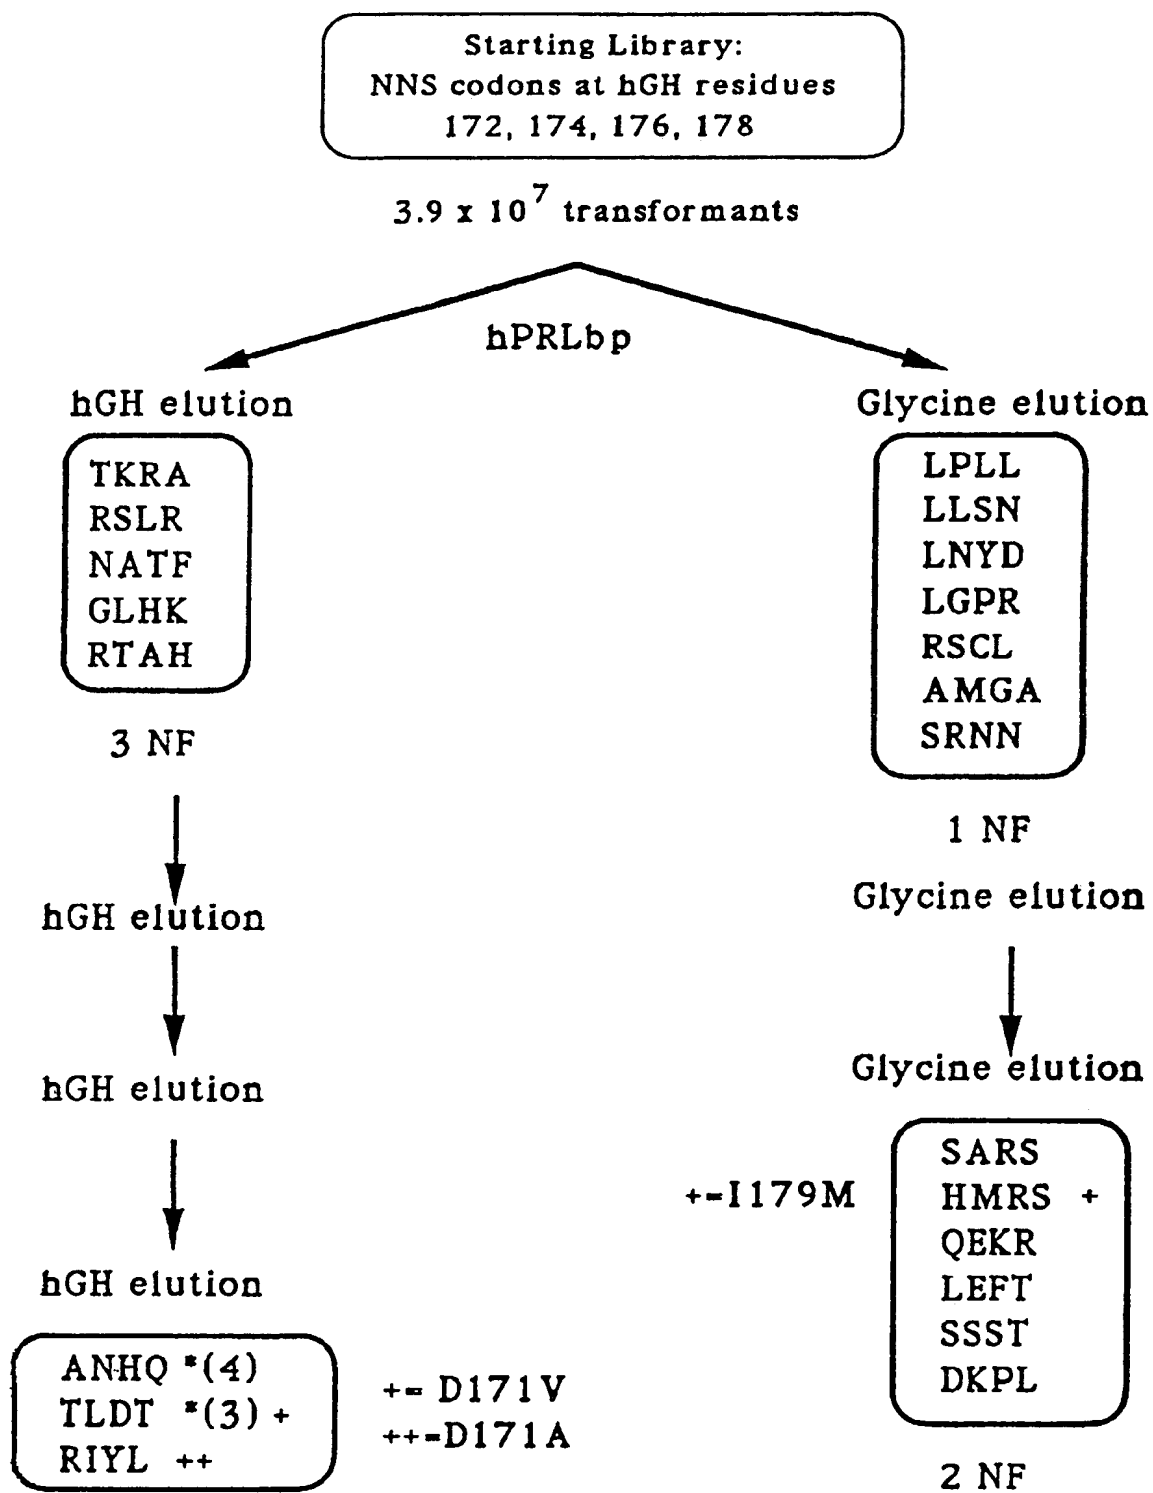 Starting Library:
NNS codons at hGH residues
172, 174, 176, 178
3.9 x 10^7 transformants
hPRLbp
hGH elution
TKRA
RSLR
NATF
GLHK
RTAH
3 NF
hGH elution
hGH elution
hGH elution
ANHQ *(4)
TLDT *(3) +
RIYL ++
+= D171V
++=D171A
Glycine elution
LPLL
LLSN
LNYD
LGPR
RSCL
AMGA
SRNN
1 NF
Glycine elution
Glycine elution
+=I179M
SARS
HMRS +
QEKR
LEFT
SSST
DKPL
2 NF